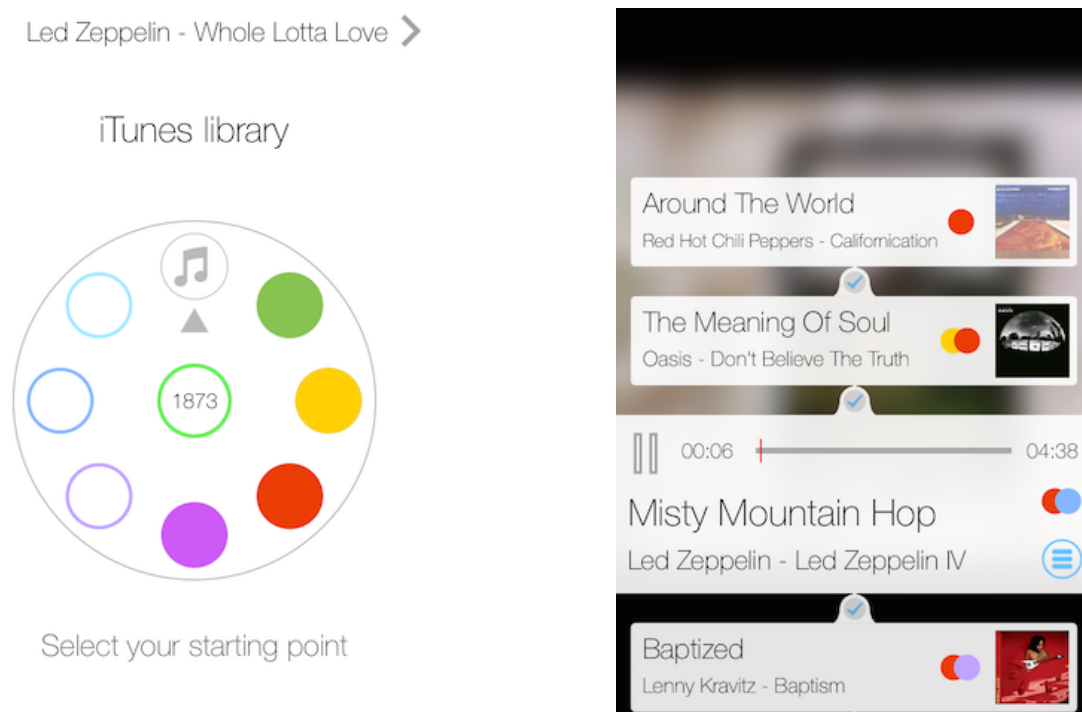 Led Zeppelin - Whole Lotta Love
iTunes library
1873
Select your starting point
Around The World
Red Hot Chili Peppers - Californication
The Meaning Of Soul
Oasis - Don't Believe The Truth
00:06
04:38
Misty Mountain Hop
Led Zeppelin - Led Zeppelin IV
Baptized
Lenny Kravitz - Baptism